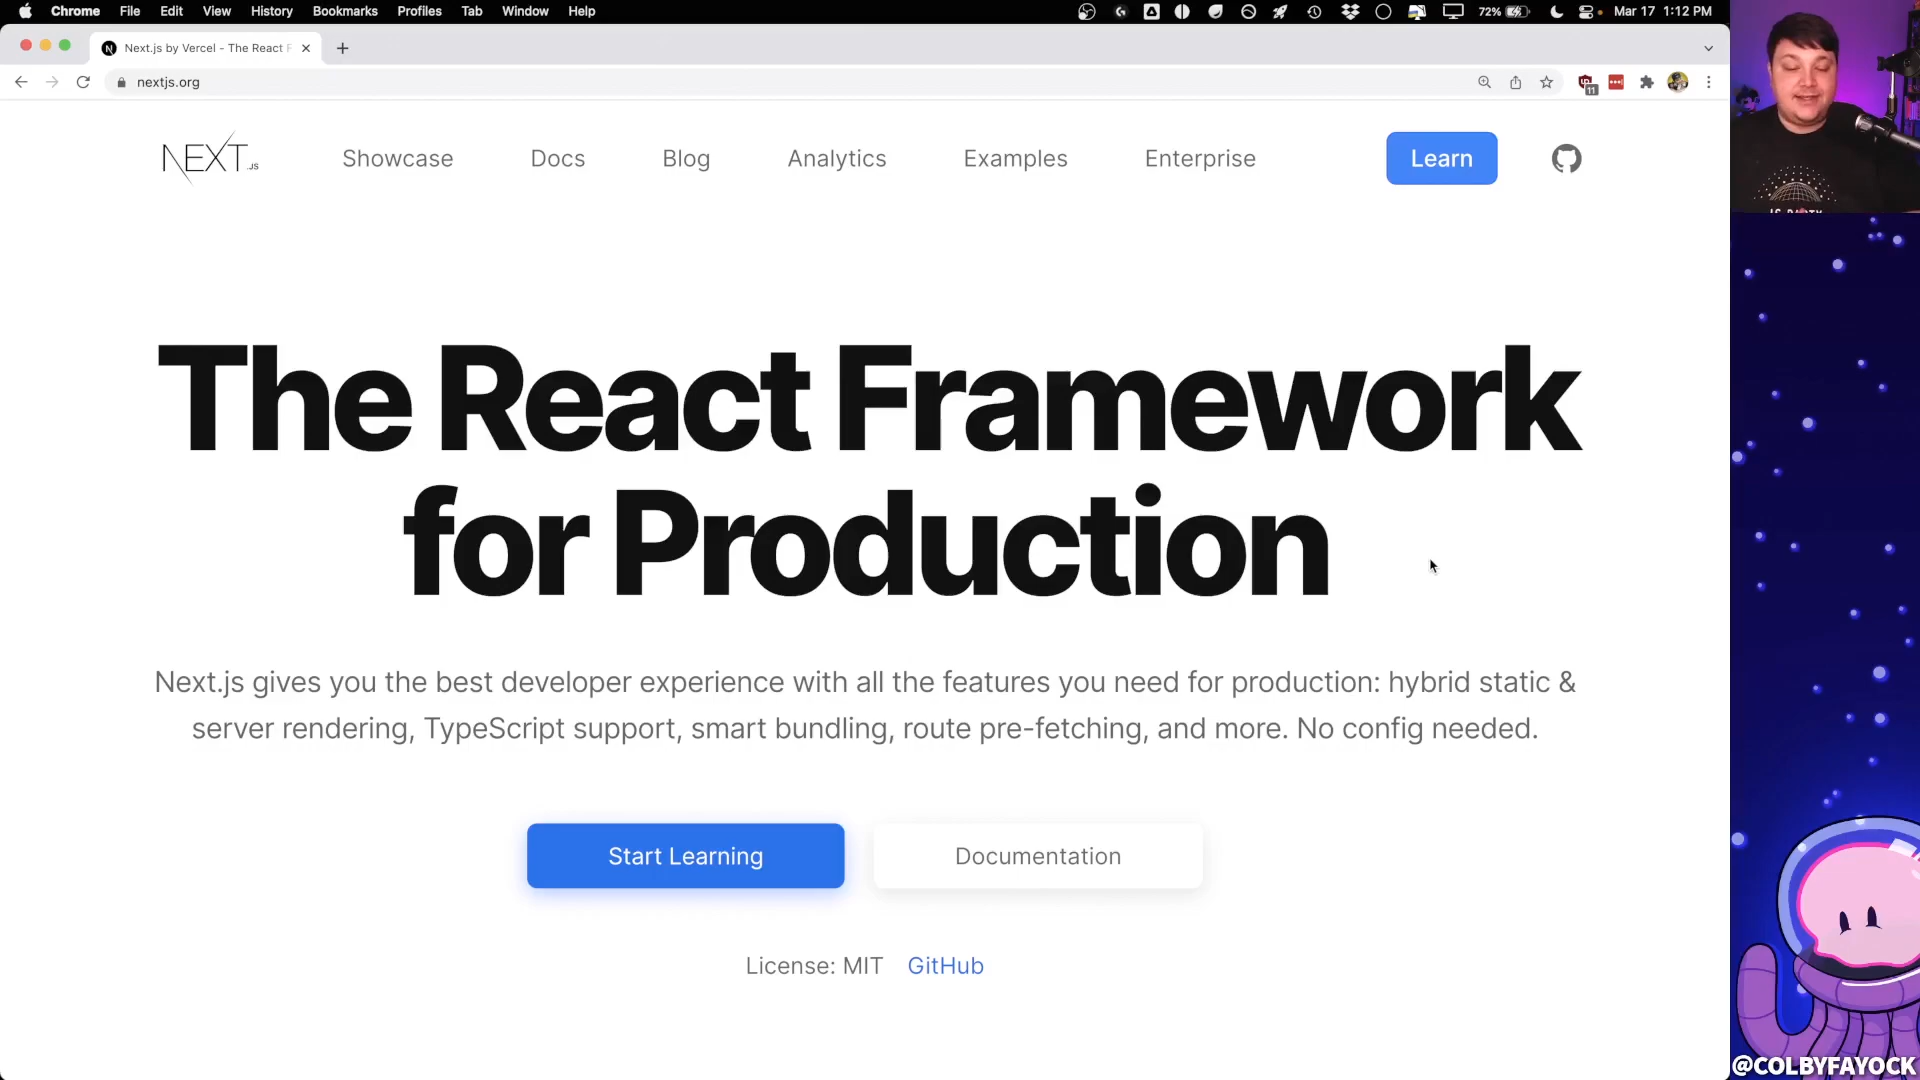 Chrome File Edit View History Bookmarks Profiles Tab Window Help 72% Mar 17 1:12 PM
Next.js by Vercel - The React F
nextjs.org
11
NEXT.JS Showcase Docs Blog Analytics Examples Enterprise Learn
The React Framework
for Production
Next.js gives you the best developer experience with all the features you need for production: hybrid static &
server rendering, TypeScript support, smart bundling, route pre-fetching, and more. No config needed.
Start Learning Documentation
License: MIT GitHub
@COLBYFAYOCK